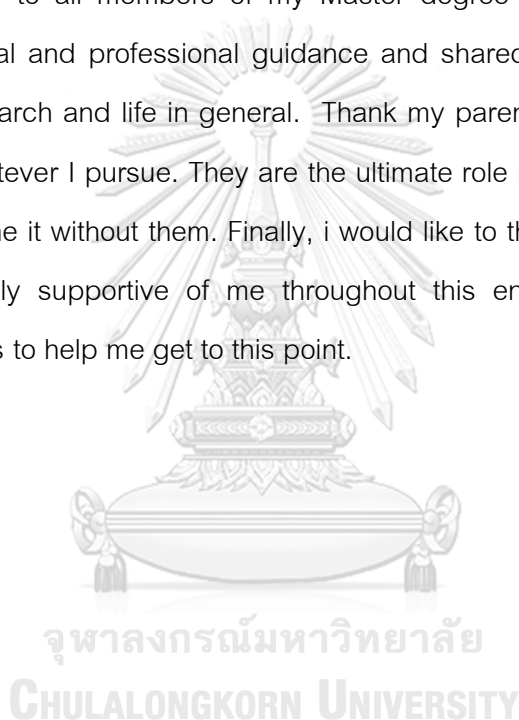 to all members of my Master degree
al and professional guidance and shared
arch and life in general. Thank my paren
tever I pursue. They are the ultimate role
e it without them. Finally, i would like to th
ly supportive of me throughout this en
s to help me get to this point.
จุฬาลงกรณ์มหาวิทยาลัย
CHULALONGKORN UNIVERSITY